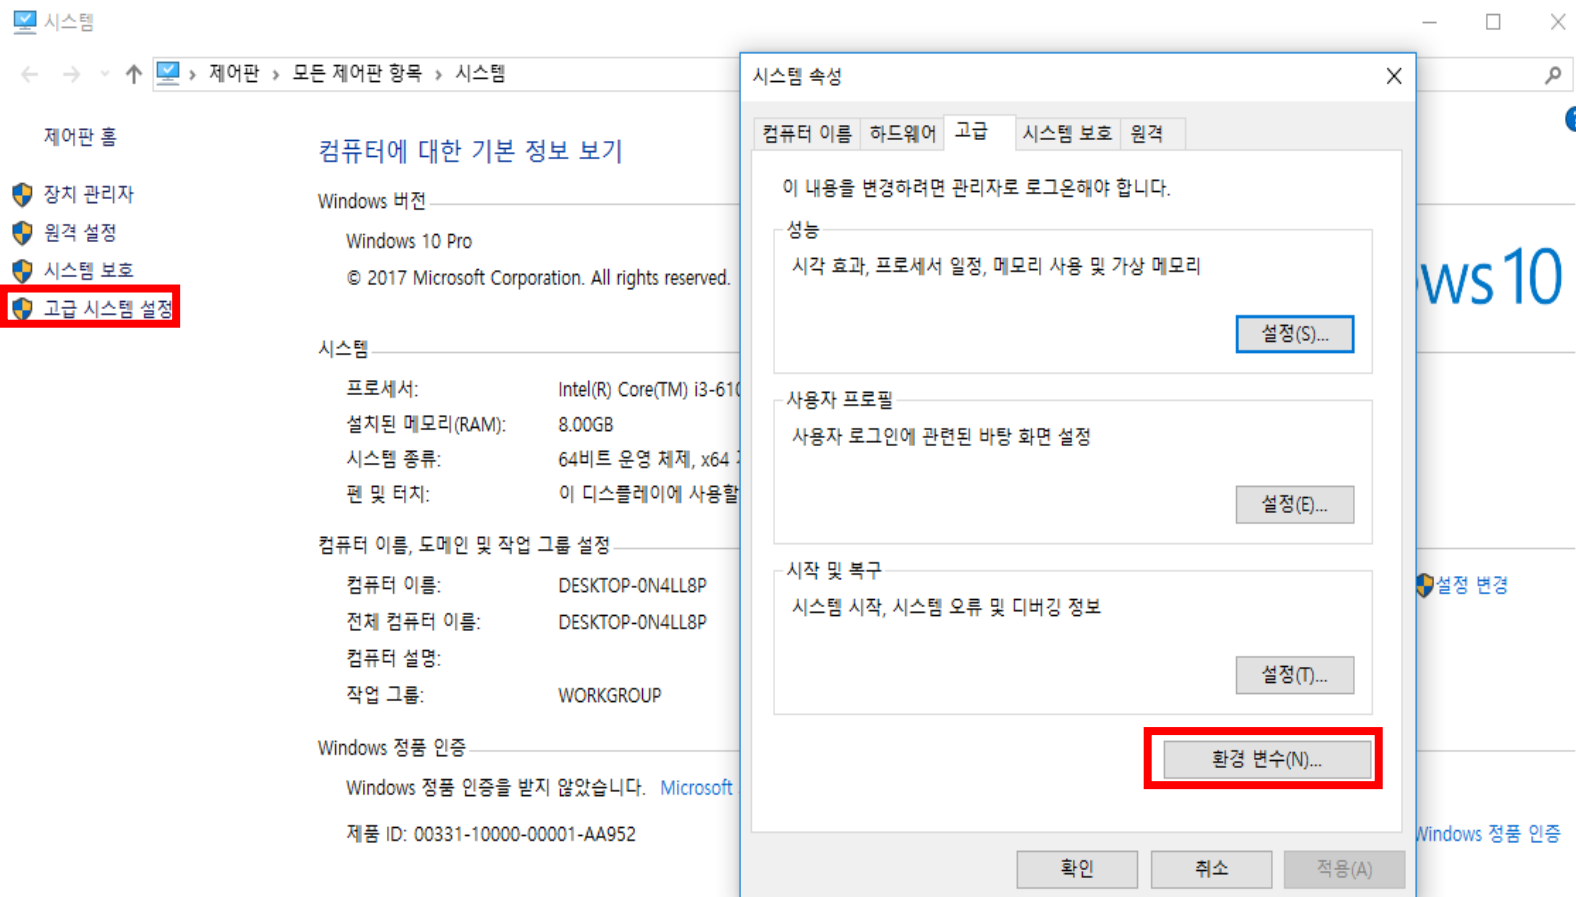 시스템
제어판 › 모든 제어판 항목 › 시스템
제어판 홈
장치 관리자
원격 설정
시스템 보호
고급 시스템 설정
컴퓨터에 대한 기본 정보 보기
Windows 버전
Windows 10 Pro
© 2017 Microsoft Corporation. All rights reserved.
시스템
프로세서: Intel(R) Core(TM) i3-610
설치된 메모리(RAM): 8.00GB
시스템 종류: 64비트 운영 체제, x64
펜 및 터치: 이 디스플레이에 사용할
컴퓨터 이름, 도메인 및 작업 그룹 설정
컴퓨터 이름: DESKTOP-0N4LL8P
전체 컴퓨터 이름: DESKTOP-0N4LL8P
컴퓨터 설명:
작업 그룹: WORKGROUP
Windows 정품 인증
Windows 정품 인증을 받지 않았습니다. Microsoft
제품 ID: 00331-10000-00001-AA952
시스템 속성
컴퓨터 이름 하드웨어 고급 시스템 보호 원격
이 내용을 변경하려면 관리자로 로그온해야 합니다.
성능
시각 효과, 프로세서 일정, 메모리 사용 및 가상 메모리
설정(S)...
사용자 프로필
사용자 로그인에 관련된 바탕 화면 설정
설정(E)...
시작 및 복구
시스템 시작, 시스템 오류 및 디버깅 정보
설정(T)...
환경 변수(N)...
확인 취소 적용(A)
ws 10
설정 변경
Windows 정품 인증